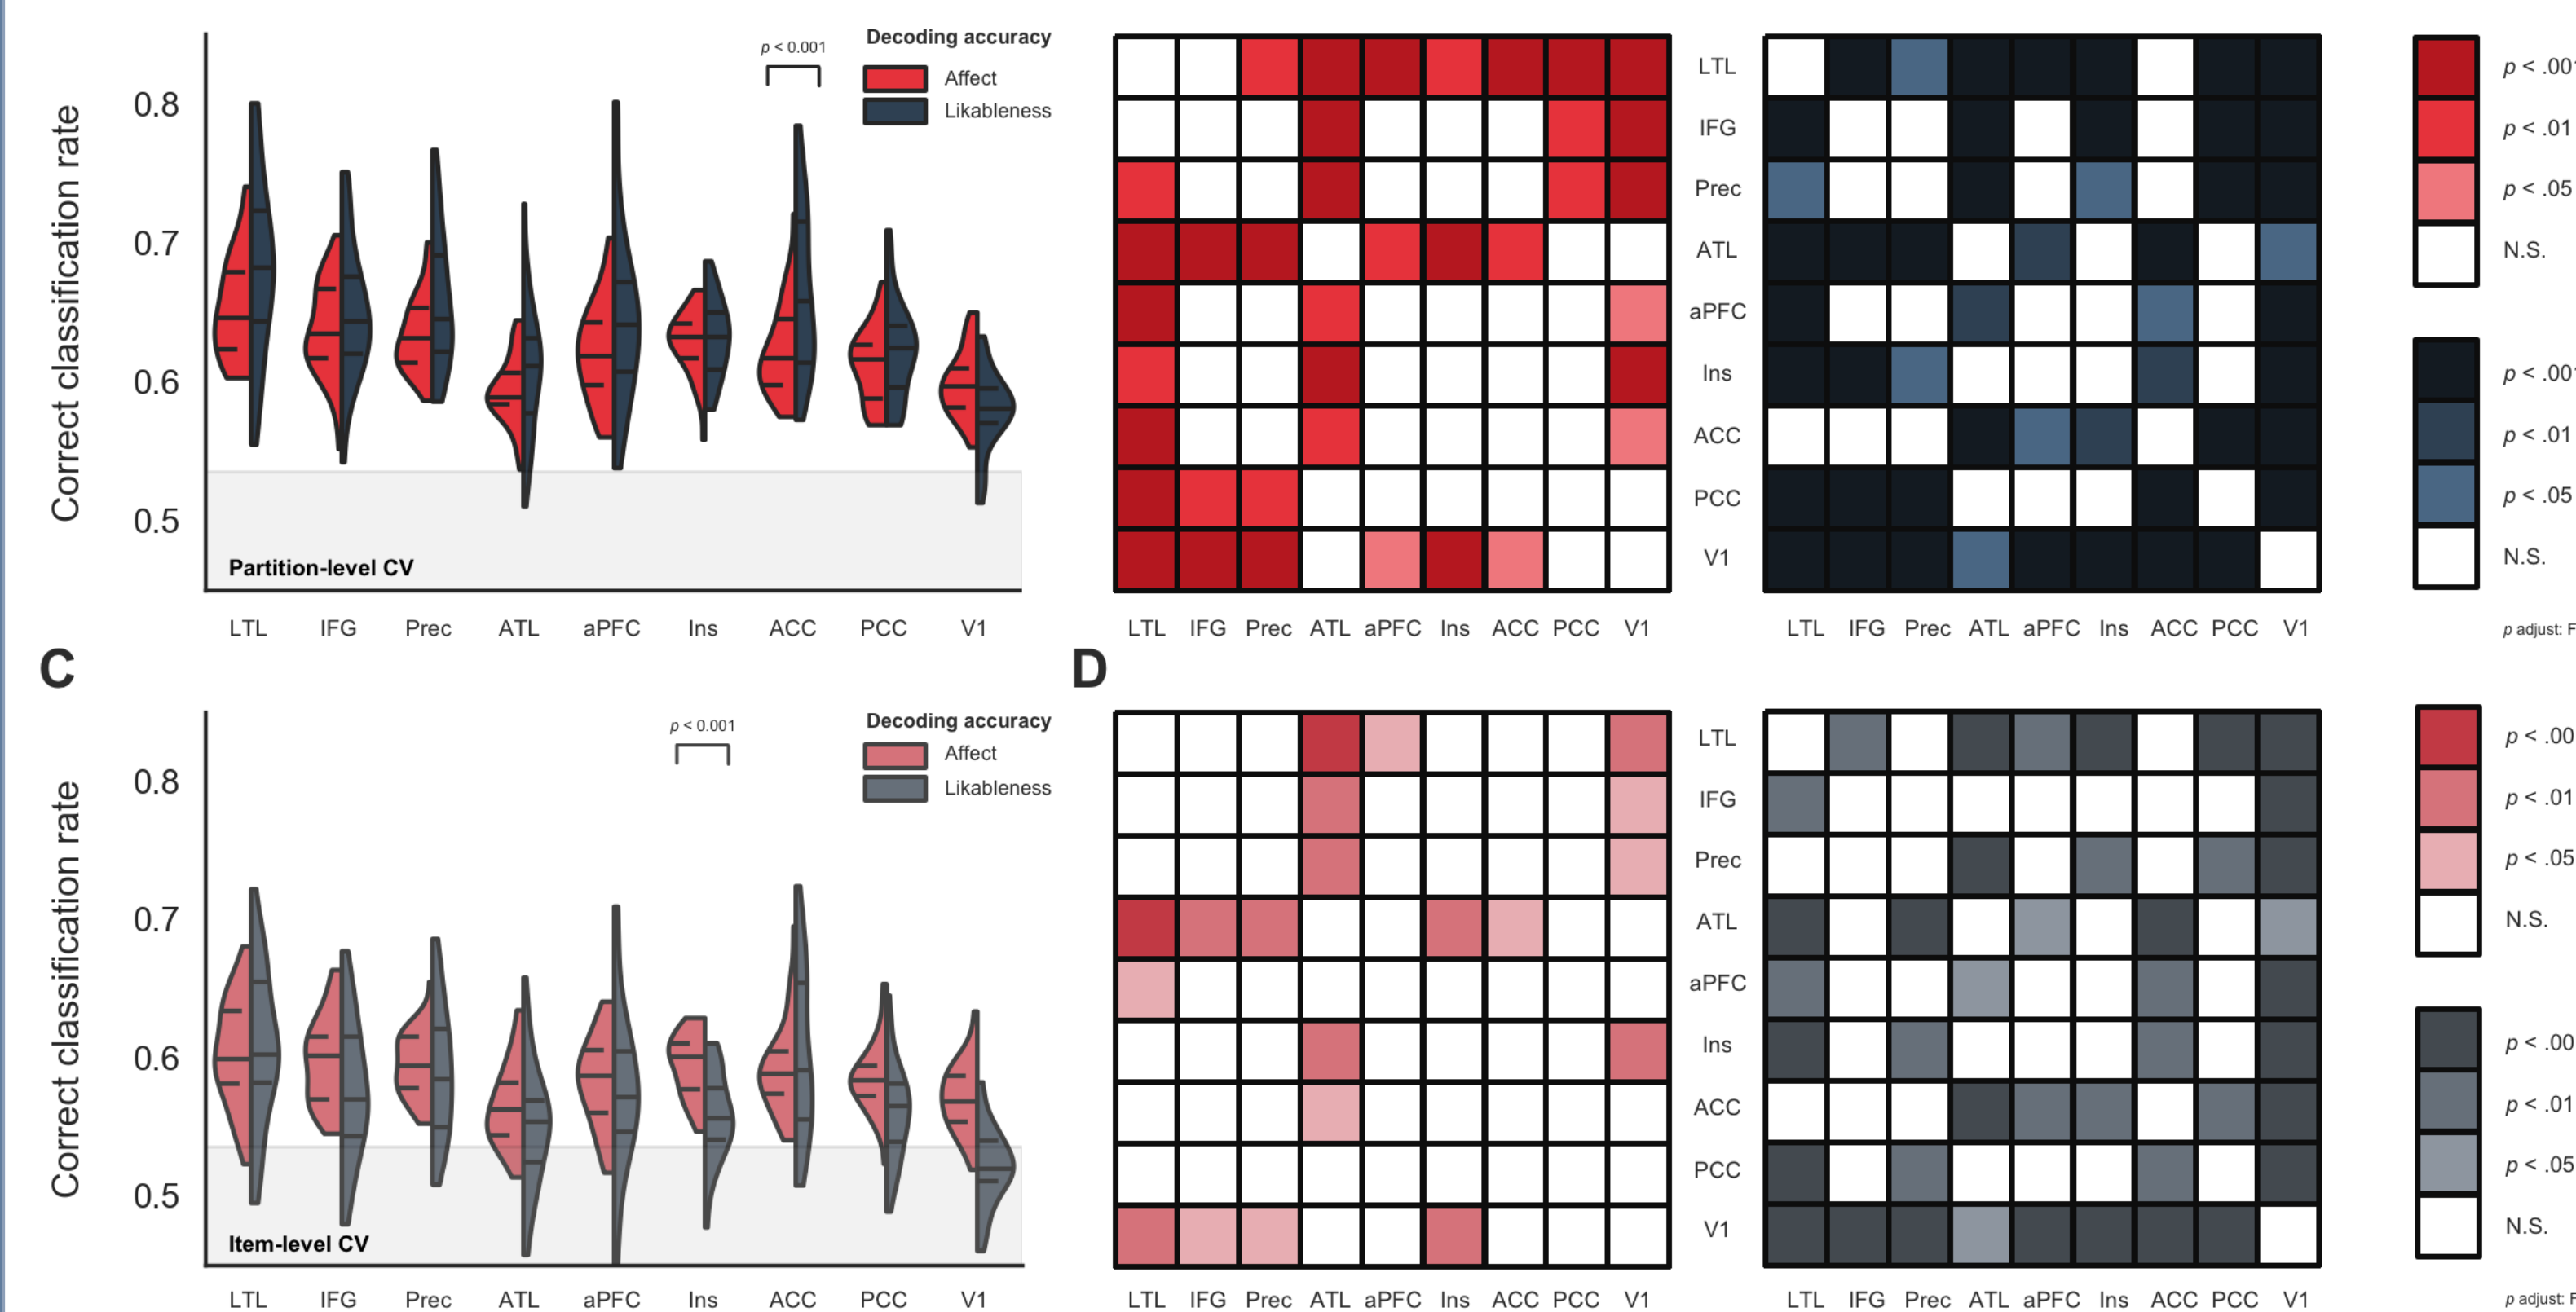 p < 0.001
Decoding accuracy
Affect
Likableness
Correct classification rate
0.8
0.7
0.6
0.5
Partition-level CV
LTL IFG Prec ATL aPFC Ins ACC PCC V1
LTL
IFG
Prec
ATL
aPFC
Ins
ACC
PCC
V1
LTL IFG Prec ATL aPFC Ins ACC PCC V1
LTL IFG Prec ATL aPFC Ins ACC PCC V1
p < .001
p < .01
p < .05
N.S.
p < .001
p < .01
p < .05
N.S.
p adjust: F
C
D
p < 0.001
Decoding accuracy
Affect
Likableness
Correct classification rate
0.8
0.7
0.6
0.5
Item-level CV
LTL IFG Prec ATL aPFC Ins ACC PCC V1
LTL
IFG
Prec
ATL
aPFC
Ins
ACC
PCC
V1
LTL IFG Prec ATL aPFC Ins ACC PCC V1
LTL IFG Prec ATL aPFC Ins ACC PCC V1
p < .00
p < .01
p < .05
N.S.
p < .00
p < .01
p < .05
N.S.
p adjust: F